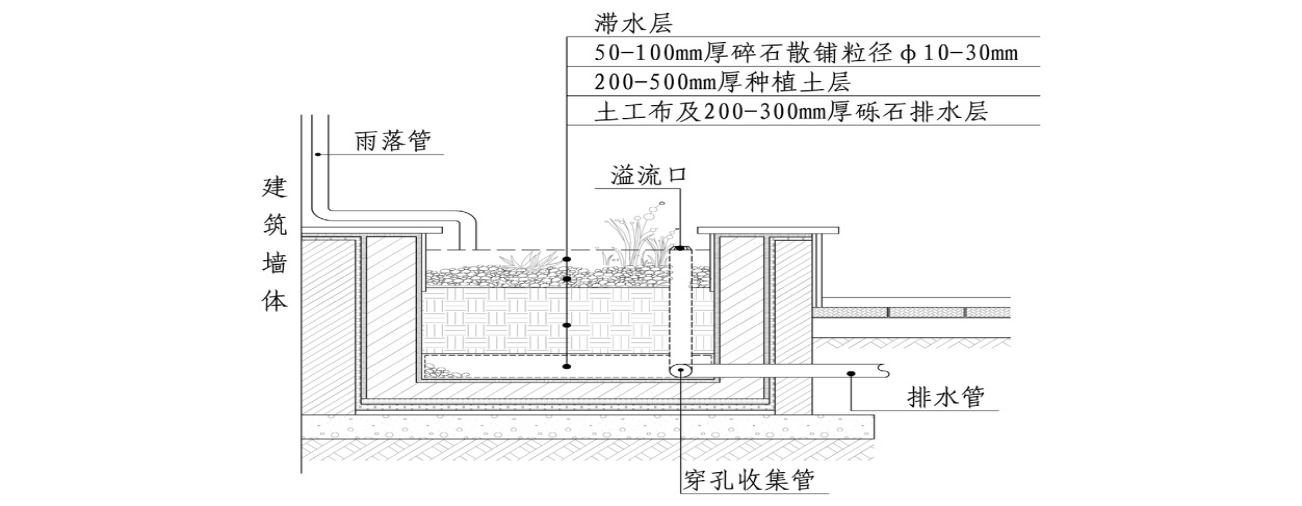 滞水层
50-100mm厚碎石散铺粒径φ10-30mm
200-500mm厚种植土层
土工布及200-300mm厚砾石排水层
雨落管
溢流口
建筑墙体
排水管
穿孔收集管